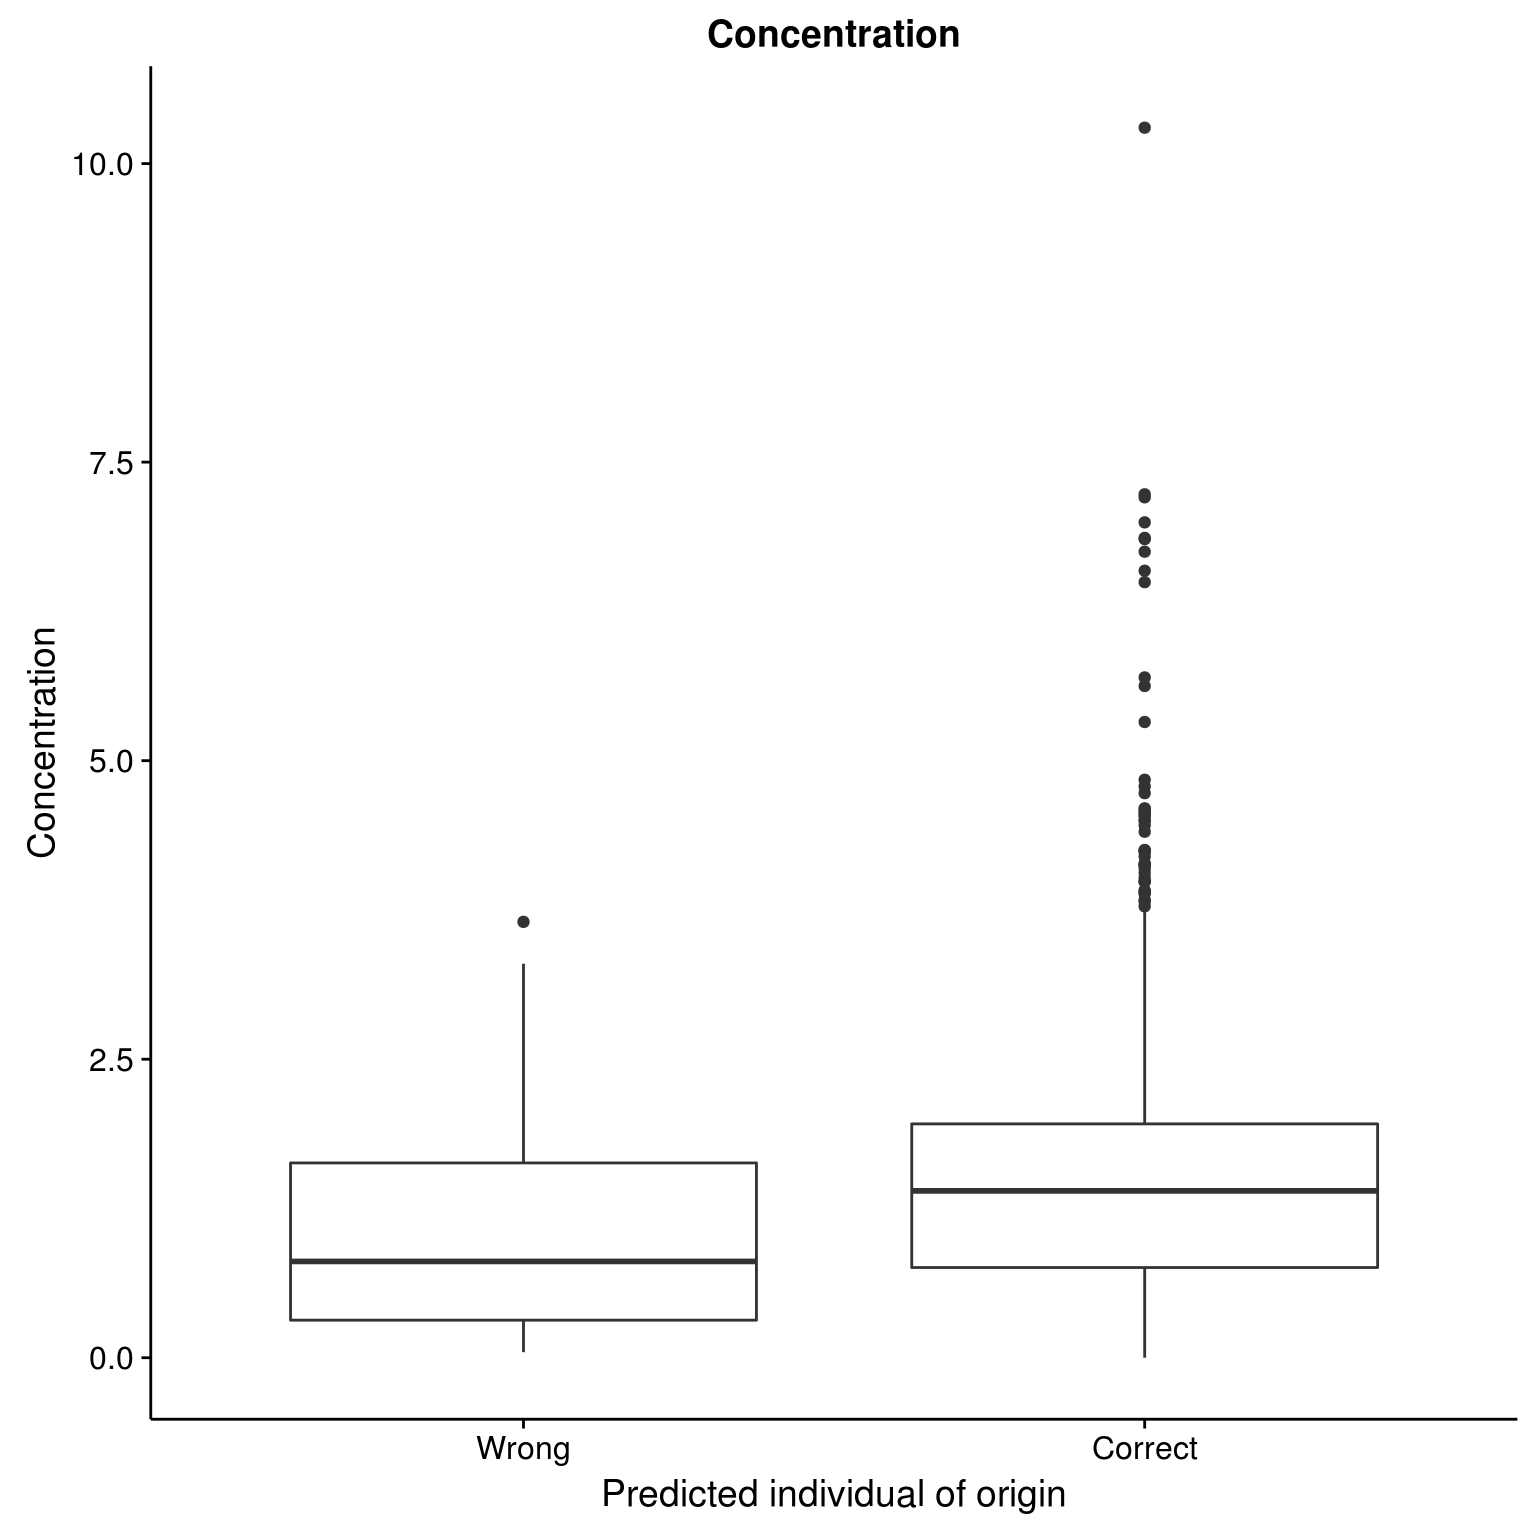 Concentration
10.0
7.5
5.0
2.5
0.0
Concentration
Wrong
Correct
Predicted individual of origin